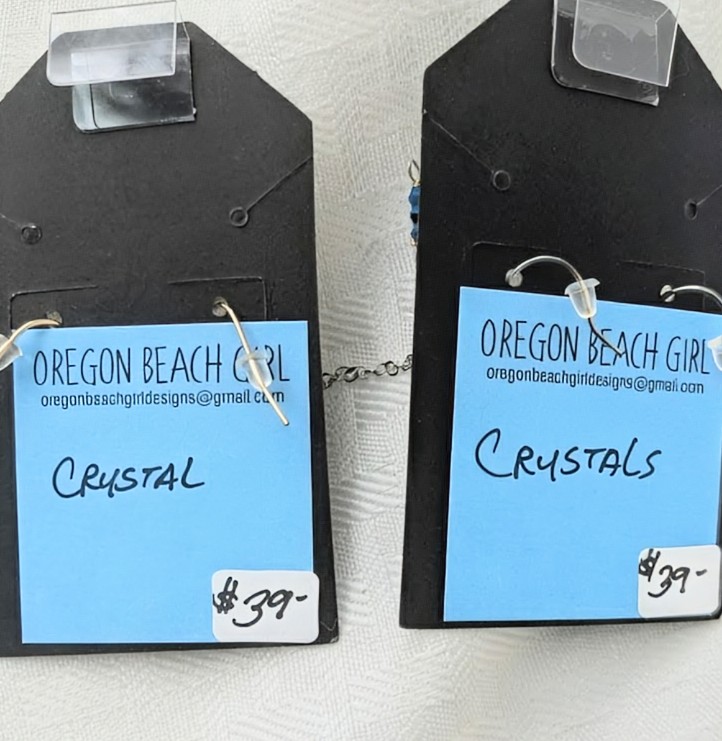 OREGON BEACH GIRL
oregonbeachgirldesigns@gmail.com
CRYSTAL
$39-
OREGON BEACH GIRL
oregonbeachgirldesigns@gmail.com
CRYSTALS
$39-